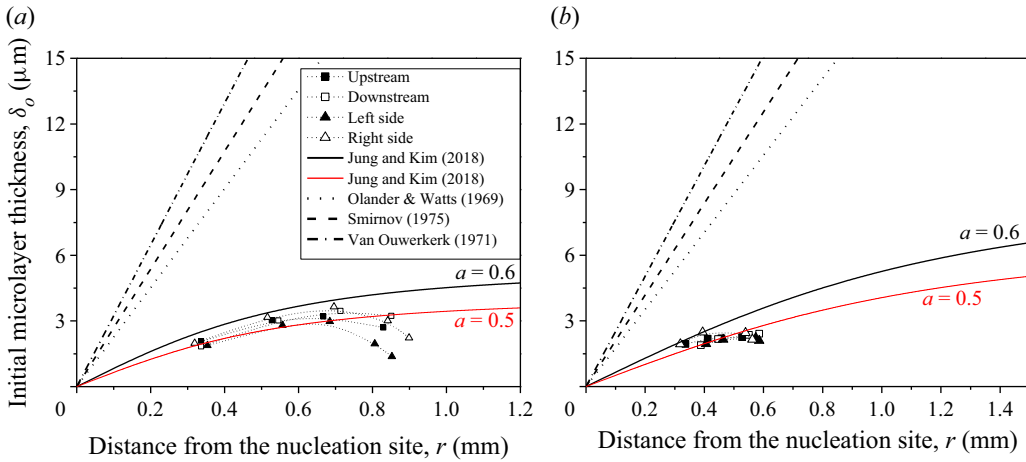 (a)
(b)
Initial microlayer thickness, δo (μm)
15
12
9
6
3
0
0
0.2
0.4
0.6
0.8
1.0
1.2
Upstream
Downstream
Left side
Right side
Jung and Kim (2018)
Jung and Kim (2018)
Olander & Watts (1969)
Smirnov (1975)
Van Ouwerkerk (1971)
a = 0.6
a = 0.5
Distance from the nucleation site, r (mm)
15
12
9
6
3
0
0
0.2
0.4
0.6
0.8
1.0
1.2
1.4
a = 0.6
a = 0.5
Distance from the nucleation site, r (mm)